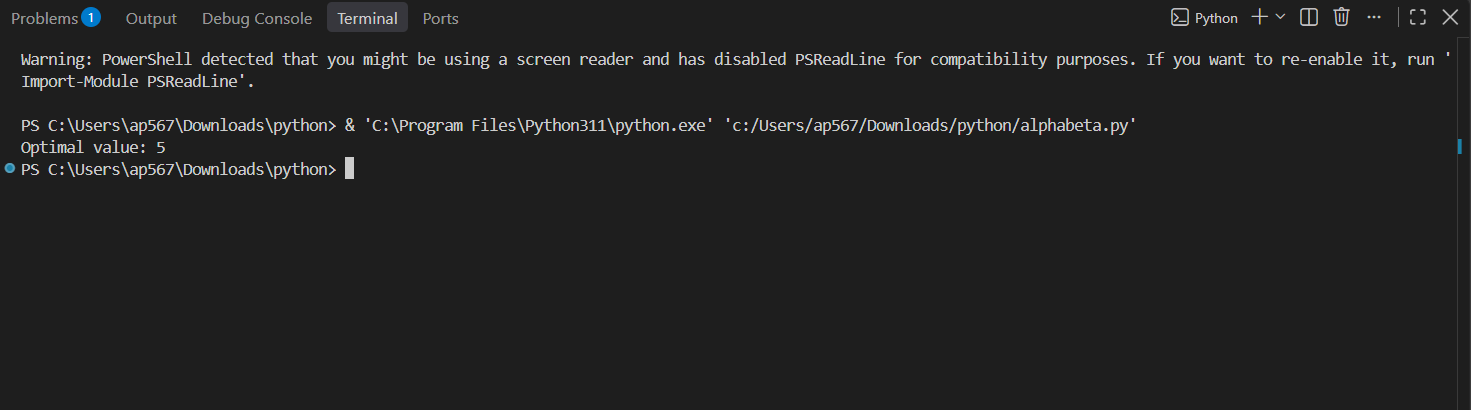 Problems 1 Output Debug Console Terminal Ports Python
Warning: PowerShell detected that you might be using a screen reader and has disabled PSReadLine for compatibility purposes. If you want to re-enable it, run '
Import-Module PSReadLine'.
PS C:\Users\ap567\Downloads\python> & 'C:\Program Files\Python311\python.exe' 'c:/Users/ap567/Downloads/python/alphabeta.py'
Optimal value: 5
PS C:\Users\ap567\Downloads\python>